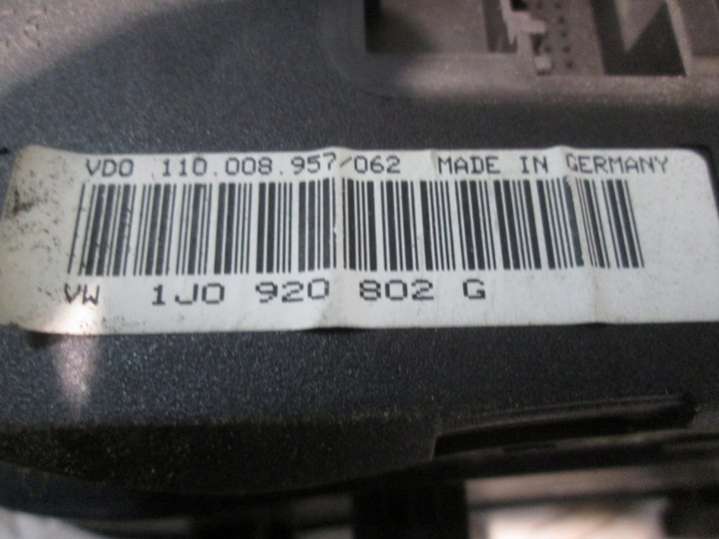 VDO 110.008.957/062 MADE IN GERMANY
VW 1J0 920 802 G